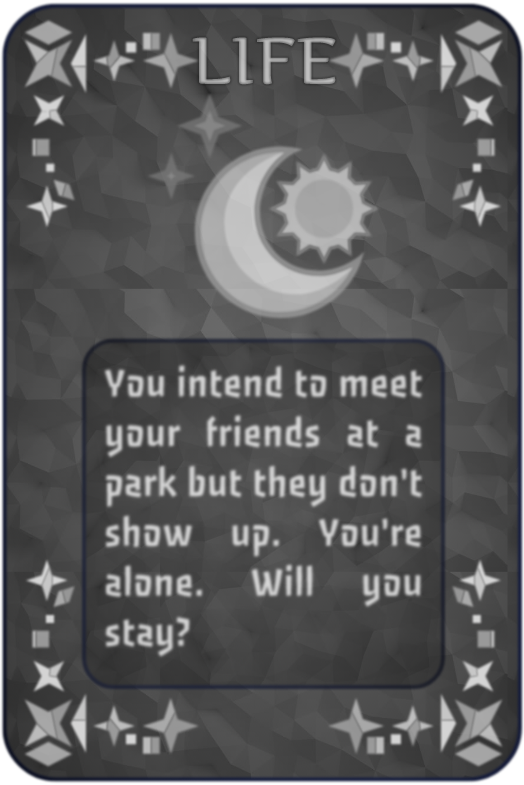 LIFE
You intend to meet
your friends at a
park but they don't
show up. You're
alone. Will you
stay?